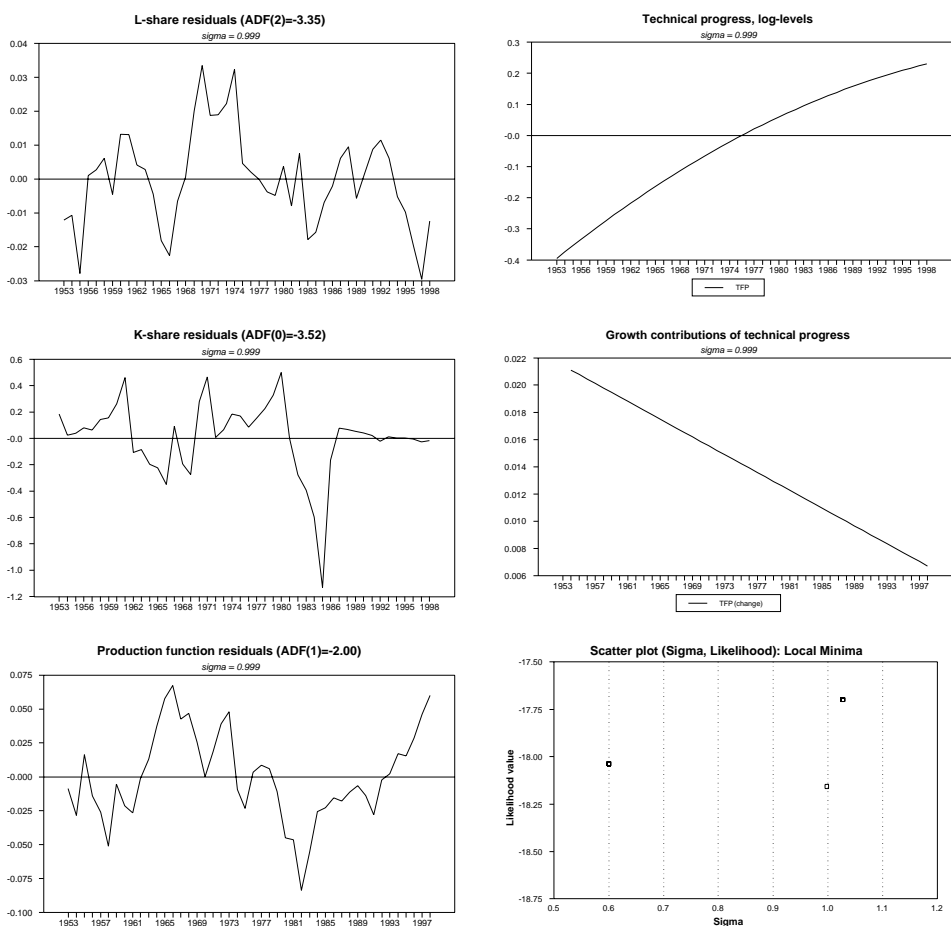 L-share residuals (ADF(2)=-3.35)
sigma = 0.999
0.04
0.03
0.02
0.01
0.00
-0.01
-0.02
-0.03
1953 1956 1959 1962 1965 1968 1971 1974 1977 1980 1983 1986 1989 1992 1995 1998
Technical progress, log-levels
sigma = 0.999
0.3
0.2
0.1
-0.0
-0.1
-0.2
-0.3
-0.4
1953 1956 1959 1962 1965 1968 1971 1974 1977 1980 1983 1986 1989 1992 1995 1998
TFP
K-share residuals (ADF(0)=-3.52)
sigma = 0.999
0.6
0.4
0.2
-0.0
-0.2
-0.4
-0.6
-0.8
-1.0
-1.2
1953 1956 1959 1962 1965 1968 1971 1974 1977 1980 1983 1986 1989 1992 1995 1998
Growth contributions of technical progress
sigma = 0.999
0.022
0.020
0.018
0.016
0.014
0.012
0.010
0.008
0.006
1953 1957 1961 1965 1969 1973 1977 1981 1985 1989 1993 1997
TFP (change)
Production function residuals (ADF(1)=-2.00)
sigma = 0.999
0.075
0.050
0.025
-0.000
-0.025
-0.050
-0.075
-0.100
1953 1957 1961 1965 1969 1973 1977 1981 1985 1989 1993 1997
Scatter plot (Sigma, Likelihood): Local Minima
Likelihood value
-17.50
-17.75
-18.00
-18.25
-18.50
-18.75
0.5 0.6 0.7 0.8 0.9 1.0 1.1 1.2
Sigma